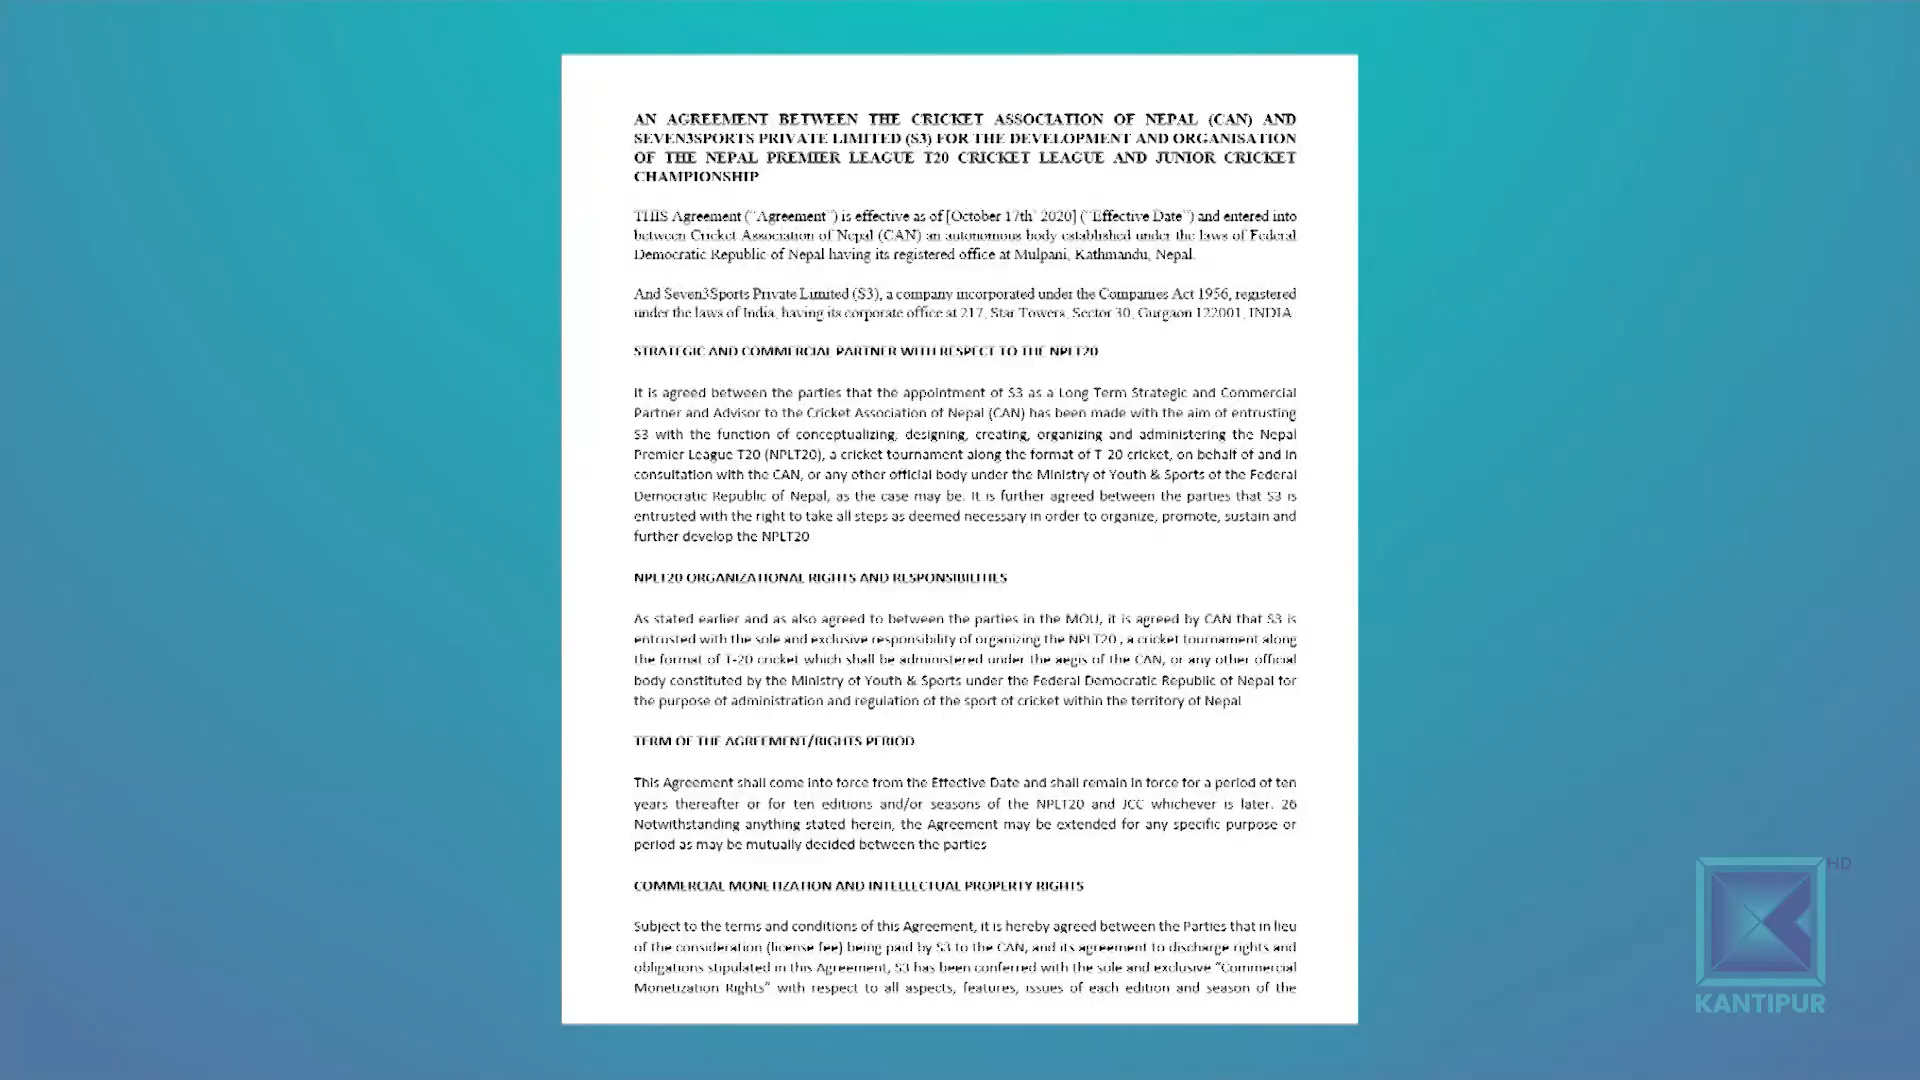 AN AGREEMENT BETWEEN THE CRICKET ASSOCIATION OF NEPAL (CAN) AND
SEVEN3SPORTS PRIVATE LIMITED (S3) FOR THE DEVELOPMENT AND ORGANISATION
OF THE NEPAL PREMIER LEAGUE T20 CRICKET LEAGUE AND JUNIOR CRICKET
CHAMPIONSHIP
THIS Agreement ("Agreement") is effective as of [October 17th' 2020] ("Effective Date") and entered into
between Cricket Association of Nepal (CAN) an autonomous body established under the laws of Federal
Democratic Republic of Nepal having its registered office at Mulpani, Kathmandu, Nepal.
And Seven3Sports Private Limited (S3), a company incorporated under the Companies Act 1956, registered
under the laws of India, having its corporate office at 217, Star Towers, Sector 30, Gurgaon 122001, INDIA
STRATEGIC AND COMMERCIAL PARTNER WITH RESPECT TO THE NPLT20
It is agreed between the parties that the appointment of S3 as a Long Term Strategic and Commercial
Partner and Advisor to the Cricket Association of Nepal (CAN) has been made with the aim of entrusting
S3 with the function of conceptualizing, designing, creating, organizing and administering the Nepal
Premier League T20 (NPLT20), a cricket tournament along the format of T-20 cricket, on behalf of and in
consultation with the CAN, or any other official body under the Ministry of Youth & Sports of the Federal
Democratic Republic of Nepal, as the case may be. It is further agreed between the parties that S3 is
entrusted with the right to take all steps as deemed necessary in order to organize, promote, sustain and
further develop the NPLT20
NPLT20 ORGANIZATIONAL RIGHTS AND RESPONSIBILITIES
As stated earlier and as also agreed to between the parties in the MOU, it is agreed by CAN that S3 is
entrusted with the sole and exclusive responsibility of organizing the NPLT20 , a cricket tournament along
the format of T-20 cricket which shall be administered under the aegis of the CAN, or any other official
body constituted by the Ministry of Youth & Sports under the Federal Democratic Republic of Nepal for
the purpose of administration and regulation of the sport of cricket within the territory of Nepal
TERM OF THE AGREEMENT/RIGHTS PERIOD
This Agreement shall come into force from the Effective Date and shall remain in force for a period of ten
years thereafter or for ten editions and/or seasons of the NPLT20 and JCC whichever is later. 26
Notwithstanding anything stated herein, the Agreement may be extended for any specific purpose or
period as may be mutually decided between the parties
COMMERCIAL MONETIZATION AND INTELLECTUAL PROPERTY RIGHTS
Subject to the terms and conditions of this Agreement, it is hereby agreed between the Parties that in lieu
of the consideration (license fee) being paid by S3 to the CAN, and its agreement to discharge rights and
obligations stipulated in this Agreement, S3 has been conferred with the sole and exclusive "Commercial
Monetization Rights" with respect to all aspects, features, issues of each edition and season of the
HD
KANTIPUR